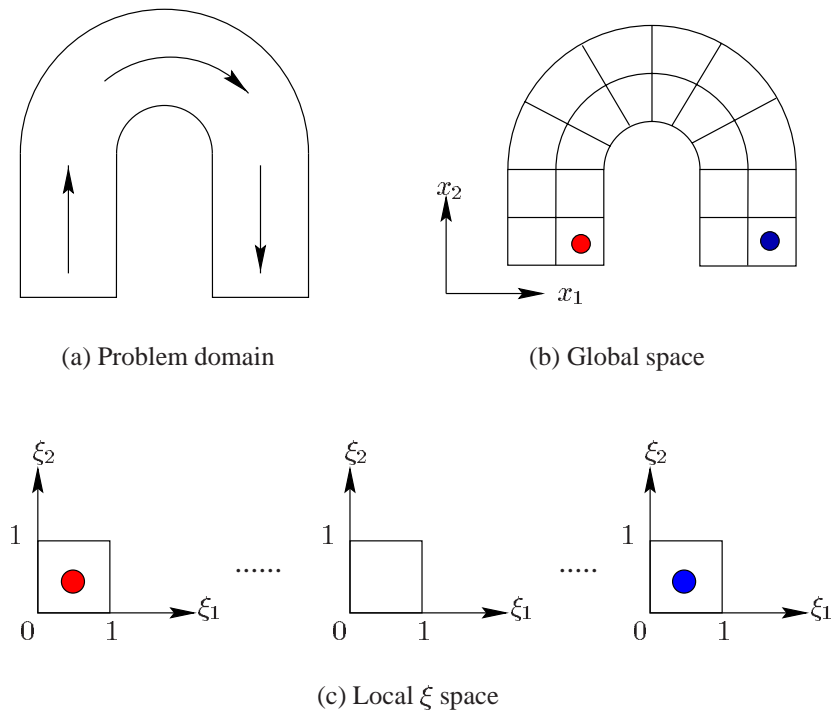 x₂
x₁
(a) Problem domain
(b) Global space
ξ₂ ξ₂ ξ₂
1 1 1
...... .....
ξ₁ ξ₁ ξ₁
0 1 0 1 0 1
(c) Local ξ space